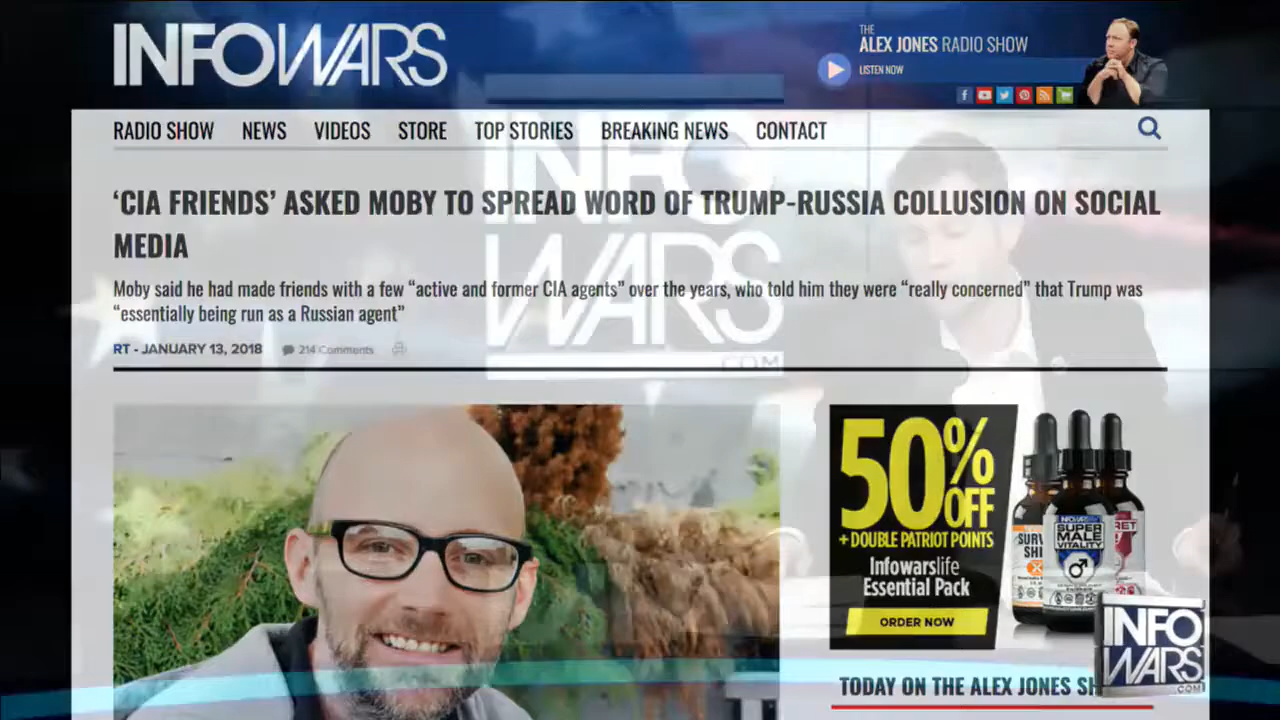 INFOWARS
THE
ALEX JONES RADIO SHOW
LISTEN NOW
RADIO SHOW NEWS VIDEOS STORE TOP STORIES BREAKING NEWS CONTACT
‘CIA FRIENDS’ ASKED MOBY TO SPREAD WORD OF TRUMP-RUSSIA COLLUSION ON SOCIAL
MEDIA
Moby said he had made friends with a few “active and former CIA agents” over the years, who told him they were “really concerned” that Trump was
“essentially being run as a Russian agent”
RT - JANUARY 13, 2018 214 Comments
INFO
WARS
.COM
50%
OFF
+ DOUBLE PATRIOT POINTS
Infowarslife
Essential Pack
ORDER NOW
SUPER
MALE
VITALITY
INFO
WARS
.COM
TODAY ON THE ALEX JONES SH